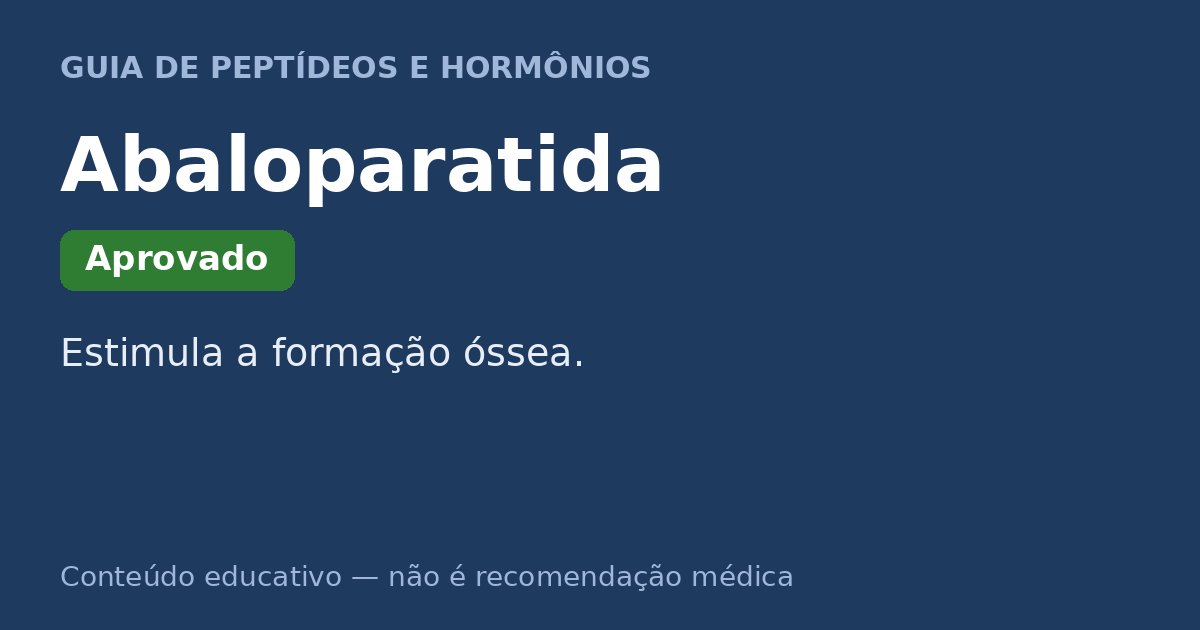 GUIA DE PEPTÍDEOS E HORMÔNIOS
Abaloparatida
Aprovado
Estimula a formação óssea.
Conteúdo educativo — não é recomendação médica